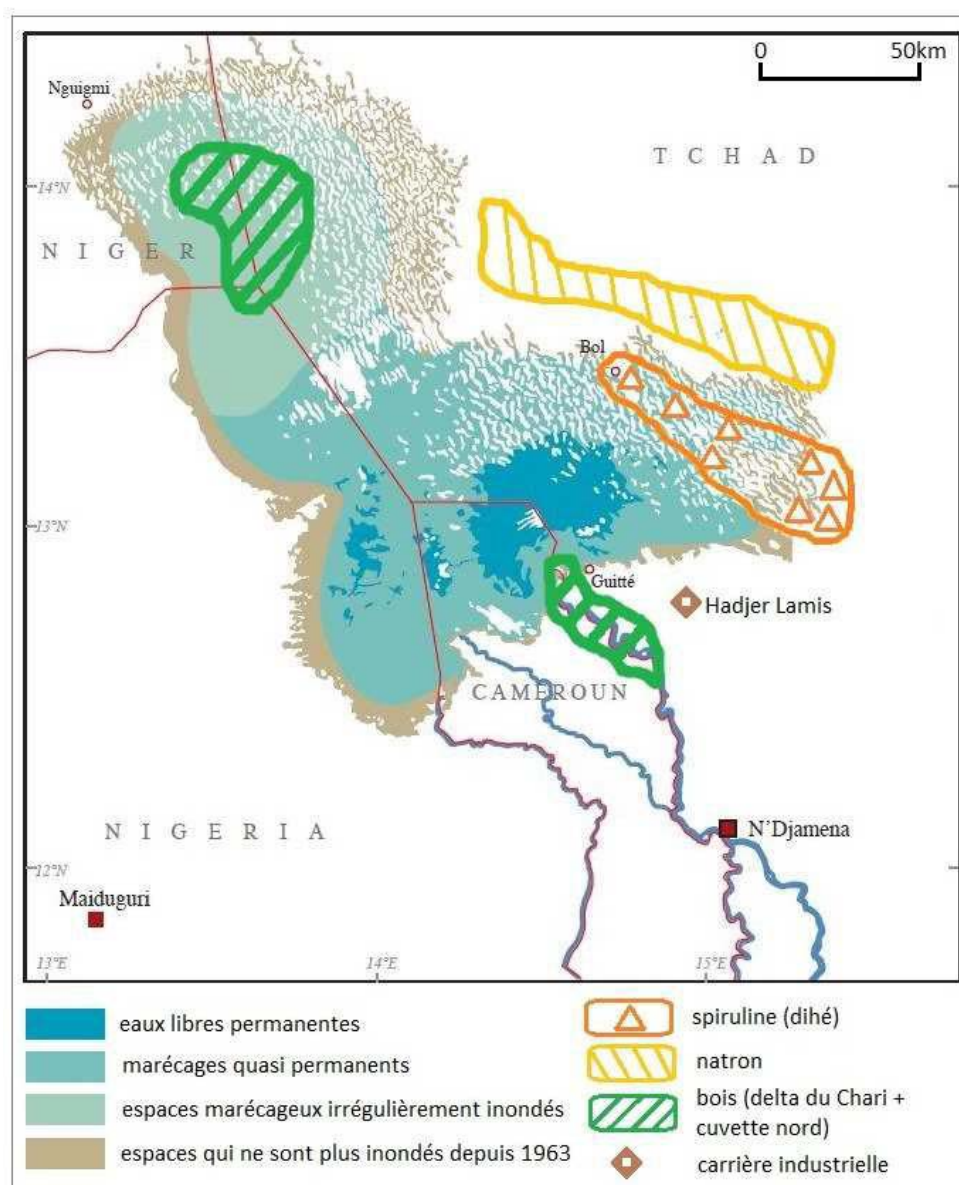 0 50km
Nguigmi
T C H A D
14°N
N I G E R
Bol
13°N
Guitté
Hadjer Lamis
CAMEROUN
N I G E R I A
N'Djamena
12°N
Maiduguri
13°E 14°E 15°E
eaux libres permanentes
marécages quasi permanents
espaces marécageux irrégulièrement inondés
espaces qui ne sont plus inondés depuis 1963
spiruline (dihé)
natron
bois (delta du Chari +
cuvette nord)
carrière industrielle